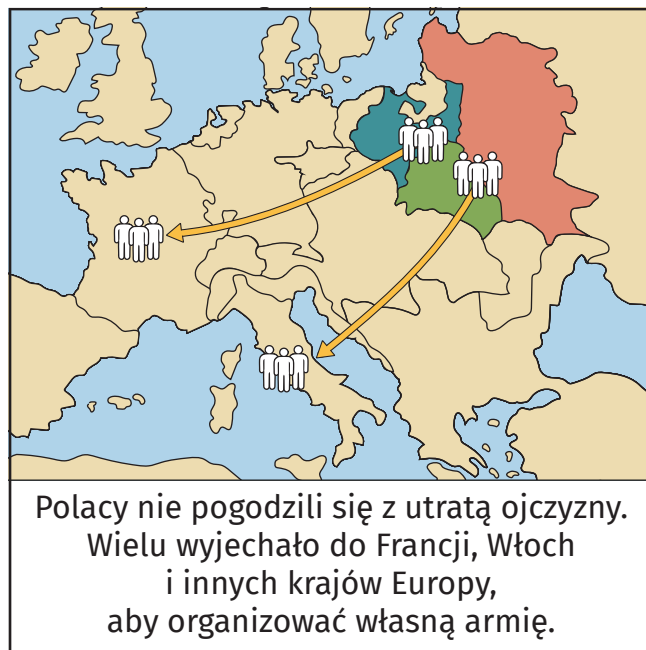 Polacy nie pogodzili się z utratą ojczyzny.
Wielu wyjechało do Francji, Włoch
i innych krajów Europy,
aby organizować własną armię.